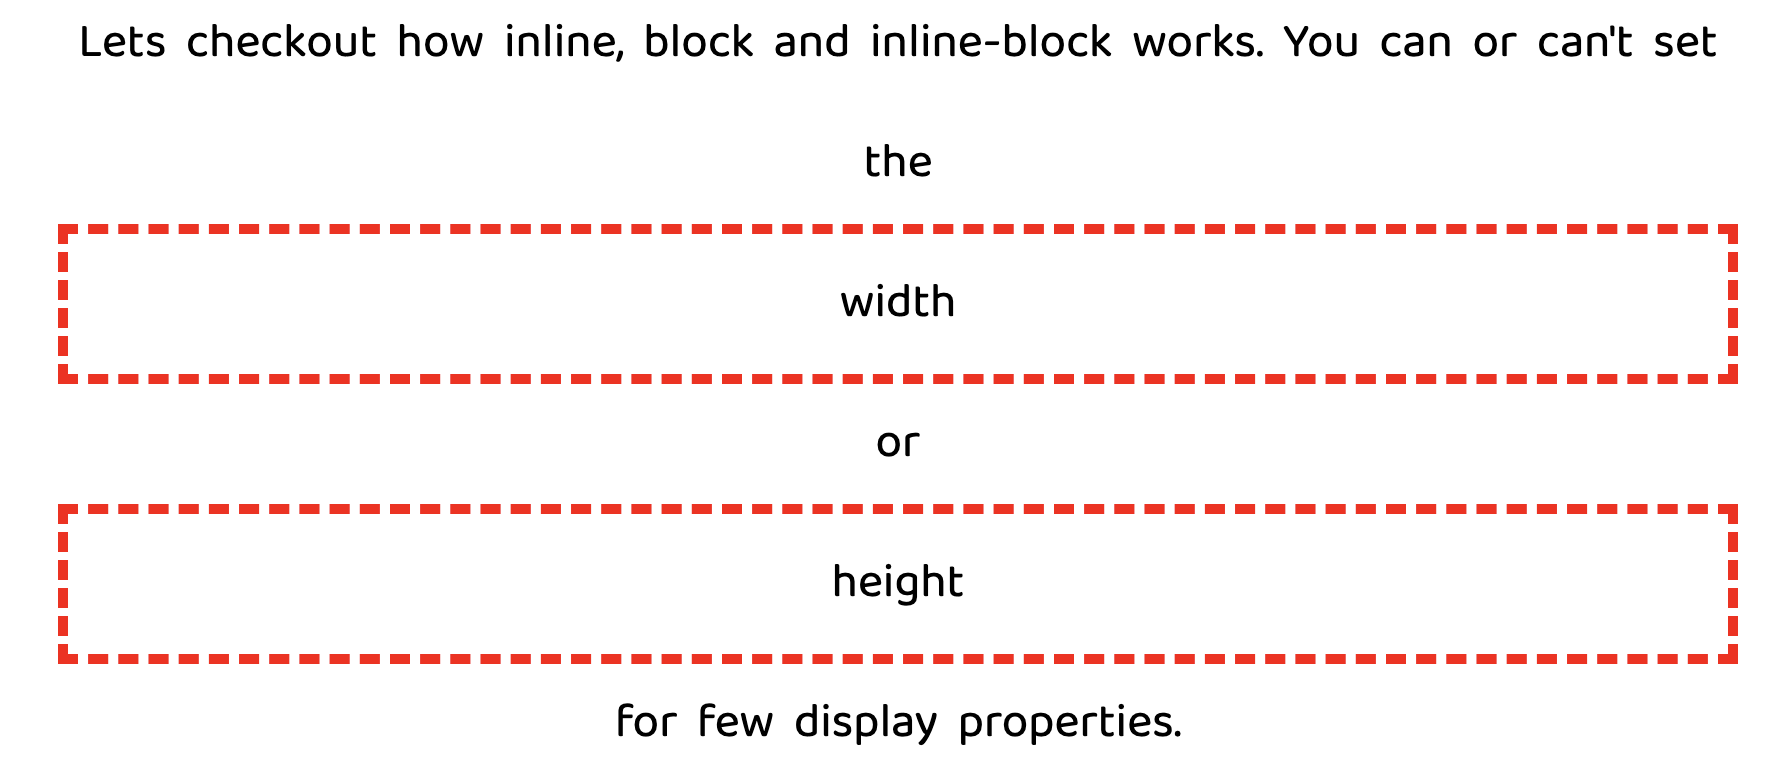 Lets checkout how inline, block and inline-block works. You can or can't set
the
width
or
height
for few display properties.